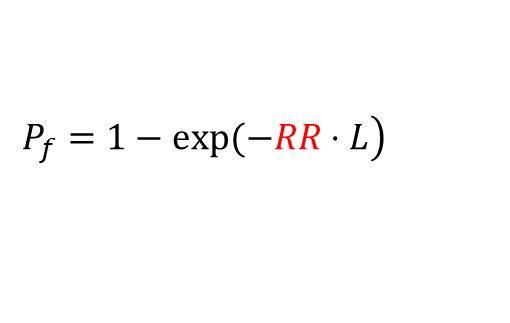 P_f = 1 − exp(−RR · L)